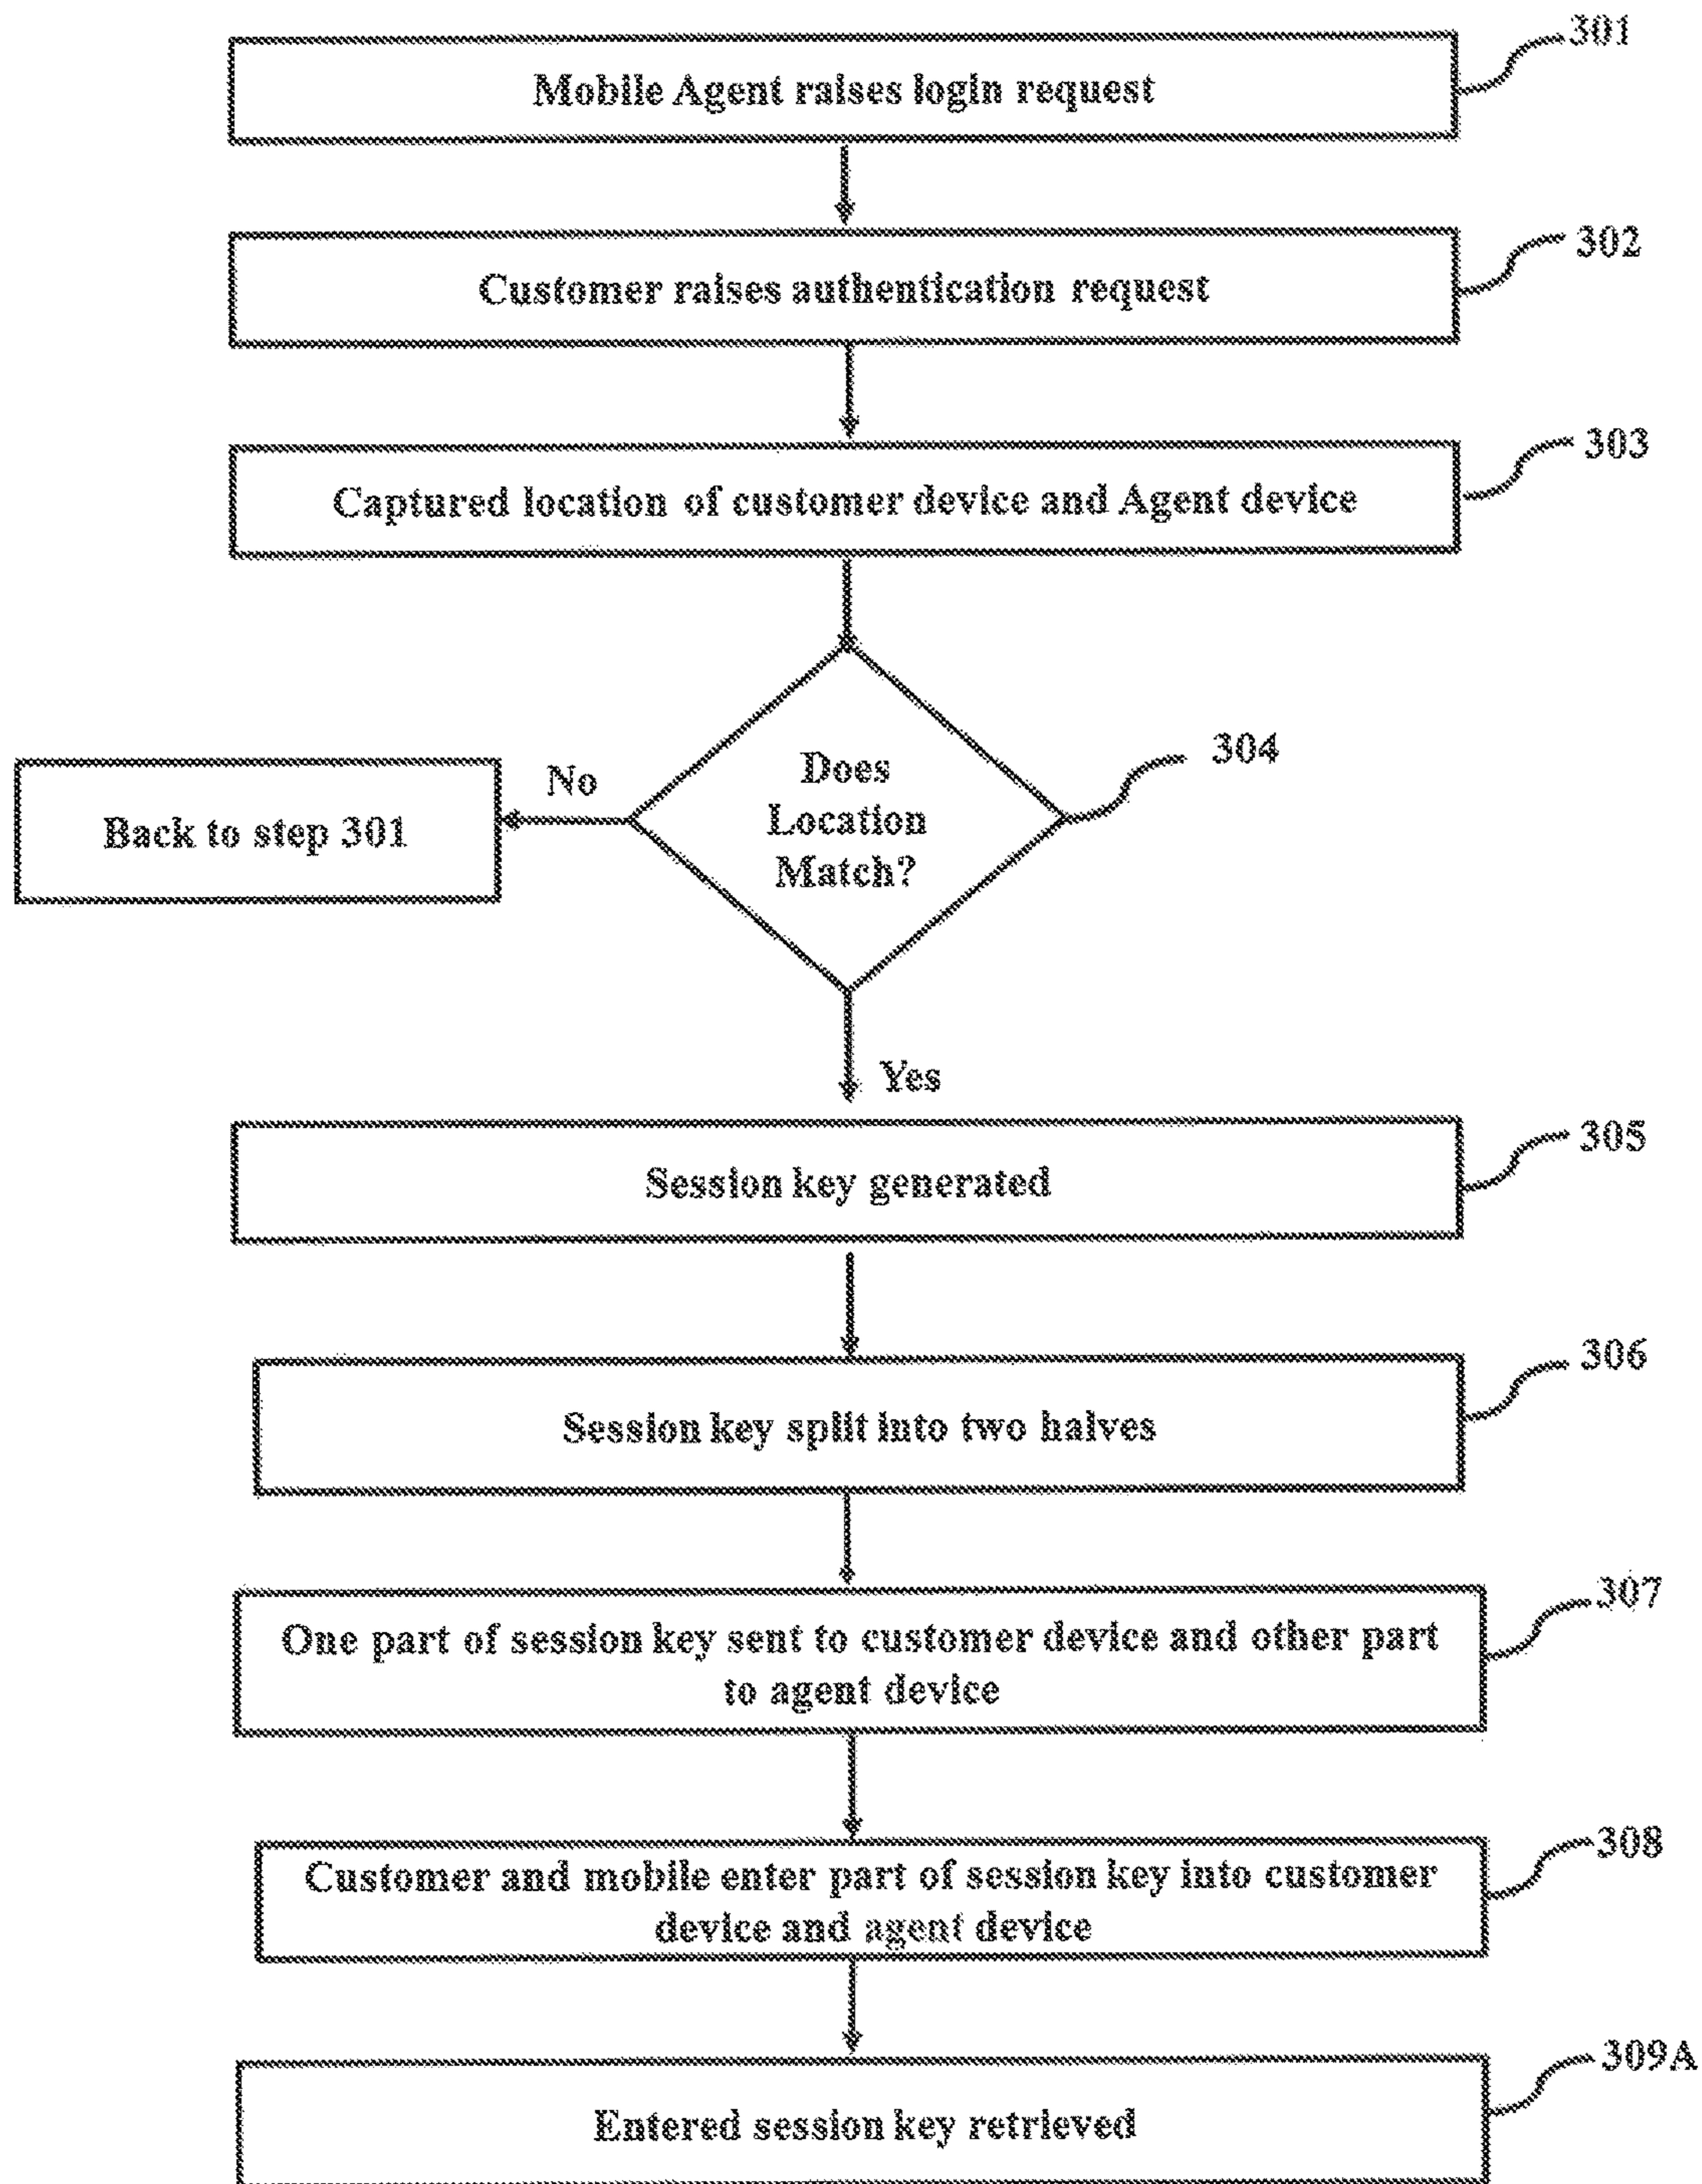 301
Mobile Agent raises login request
302
Customer raises authentication request
303
Captured location of customer device and Agent device
304
Does
Location
Match?
No
Back to step 301
Yes
305
Session key generated
306
Session key split into two halves
307
One part of session key sent to customer device and other part
to agent device
308
Customer and mobile enter part of session key into customer
device and agent device
309A
Entered session key retrieved